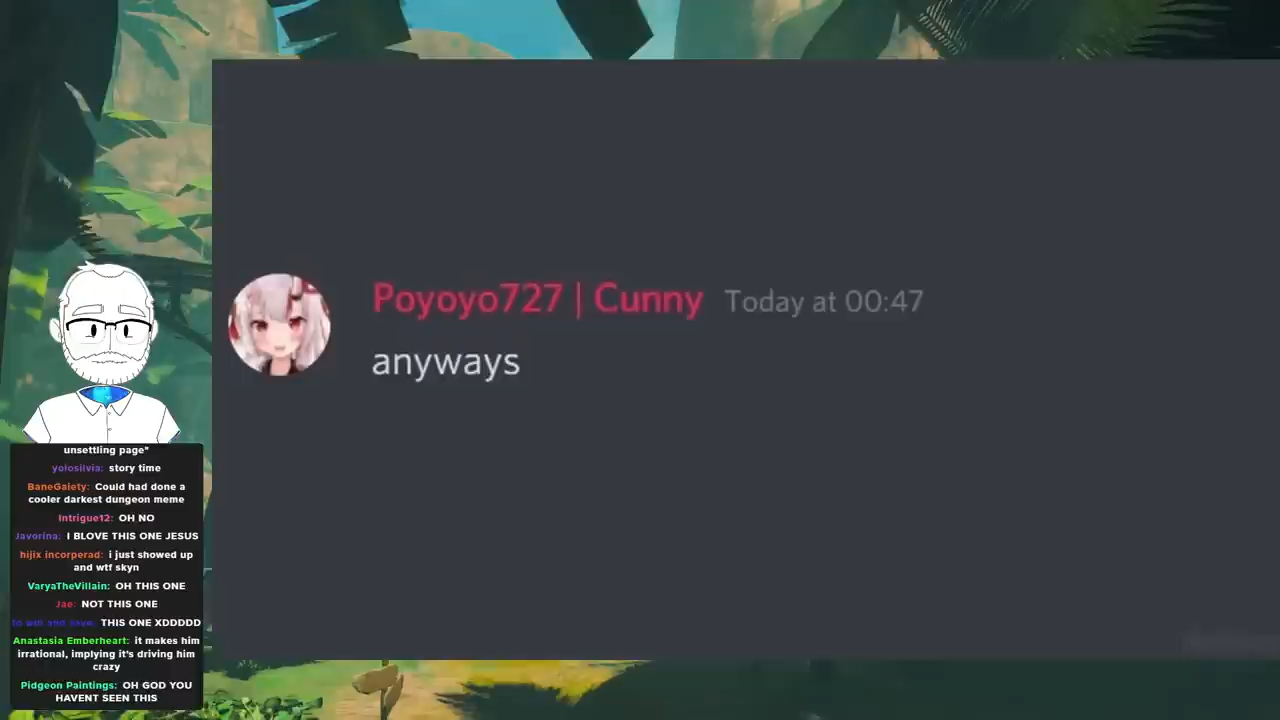 Poyoyo727 | Cunny Today at 00:47
anyways
unsettling page"
yolosilvia: story time
BaneGaiety: Could had done a
cooler darkest dungeon meme
Intrigue12: OH NO
Javorina: I BLOVE THIS ONE JESUS
hijix incorperad: i just showed up
and wtf skyn
VaryaTheVillain: OH THIS ONE
Jae: NOT THIS ONE
THIS ONE XDDDDD
Anastasia Emberheart: it makes him
irrational, implying it's driving him
crazy
Pidgeon Paintings: OH GOD YOU
HAVENT SEEN THIS